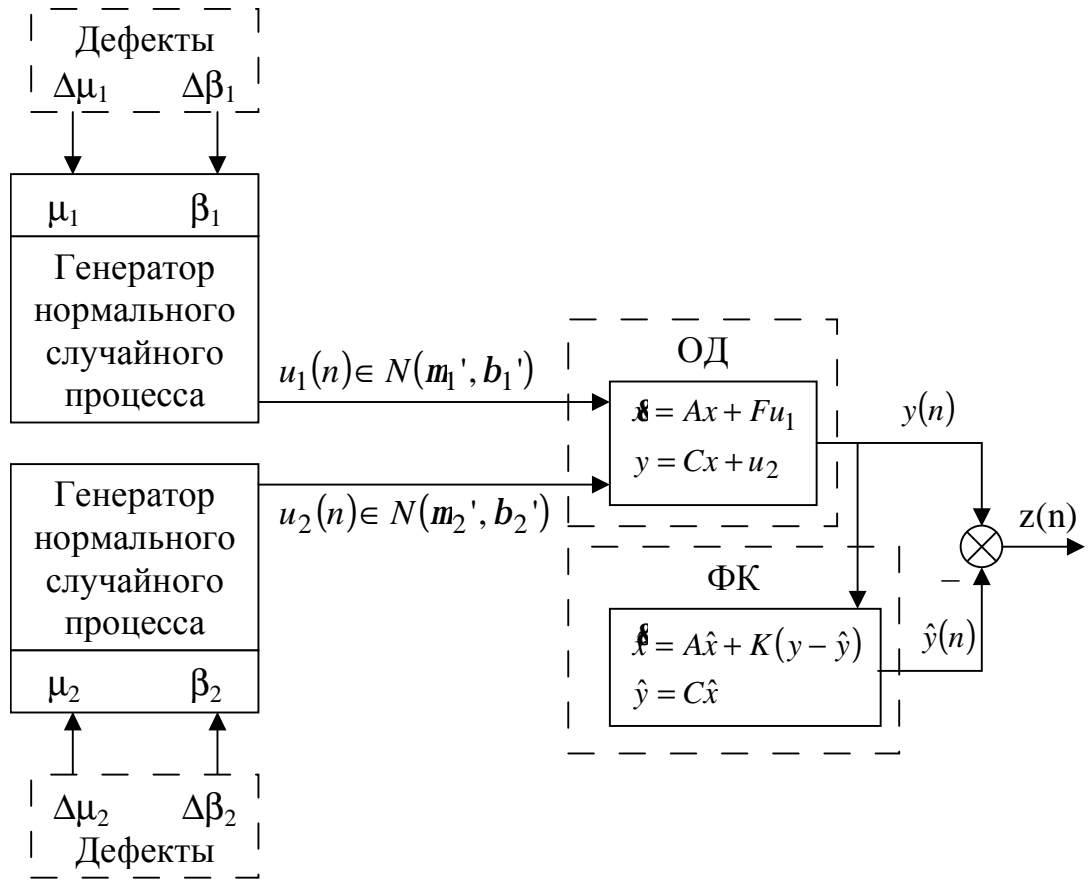 Дефекты
Δμ₁ Δβ₁
μ₁ β₁
Генератор
нормального
случайного
процесса
u₁(n)∈ N(m₁', b₁')
Генератор
нормального
случайного
процесса
μ₂ β₂
u₂(n)∈ N(m₂', b₂')
Δμ₂ Δβ₂
Дефекты
ОД
= Ax + Fu₁
y = Cx + u₂
y(n)
z(n)
–
ФК
= Ax̂ + K(y − ŷ)
ŷ = Cx̂
ŷ(n)